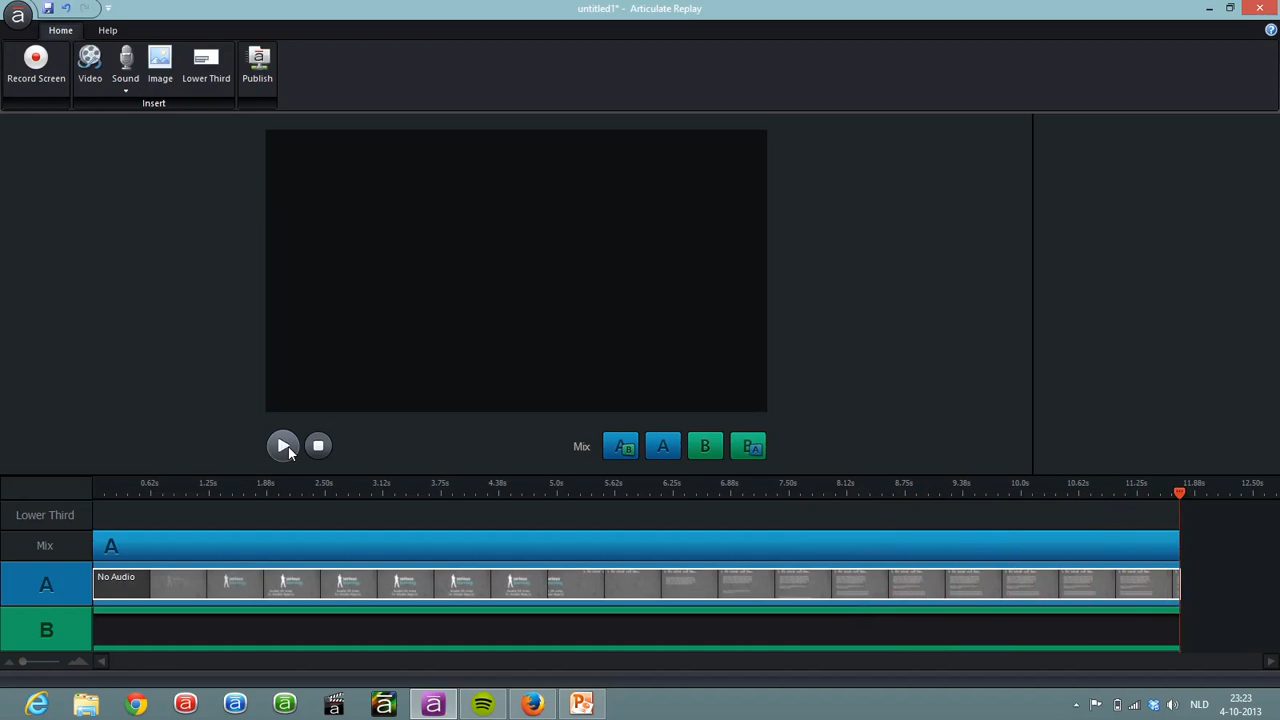 untitled1* - Articulate Replay
Home Help
Record Screen Video Sound Image Lower Third Publish
Insert
Mix A B A B B A
0.62s 1.25s 1.88s 2.50s 3.12s 3.75s 4.38s 5.0s 5.62s 6.25s 6.88s 7.50s 8.12s 8.75s 9.38s 10.0s 10.62s 11.25s 11.88s 12.50s
Lower Third
Mix A
A No Audio
B
NLD
23:23
4-10-2013